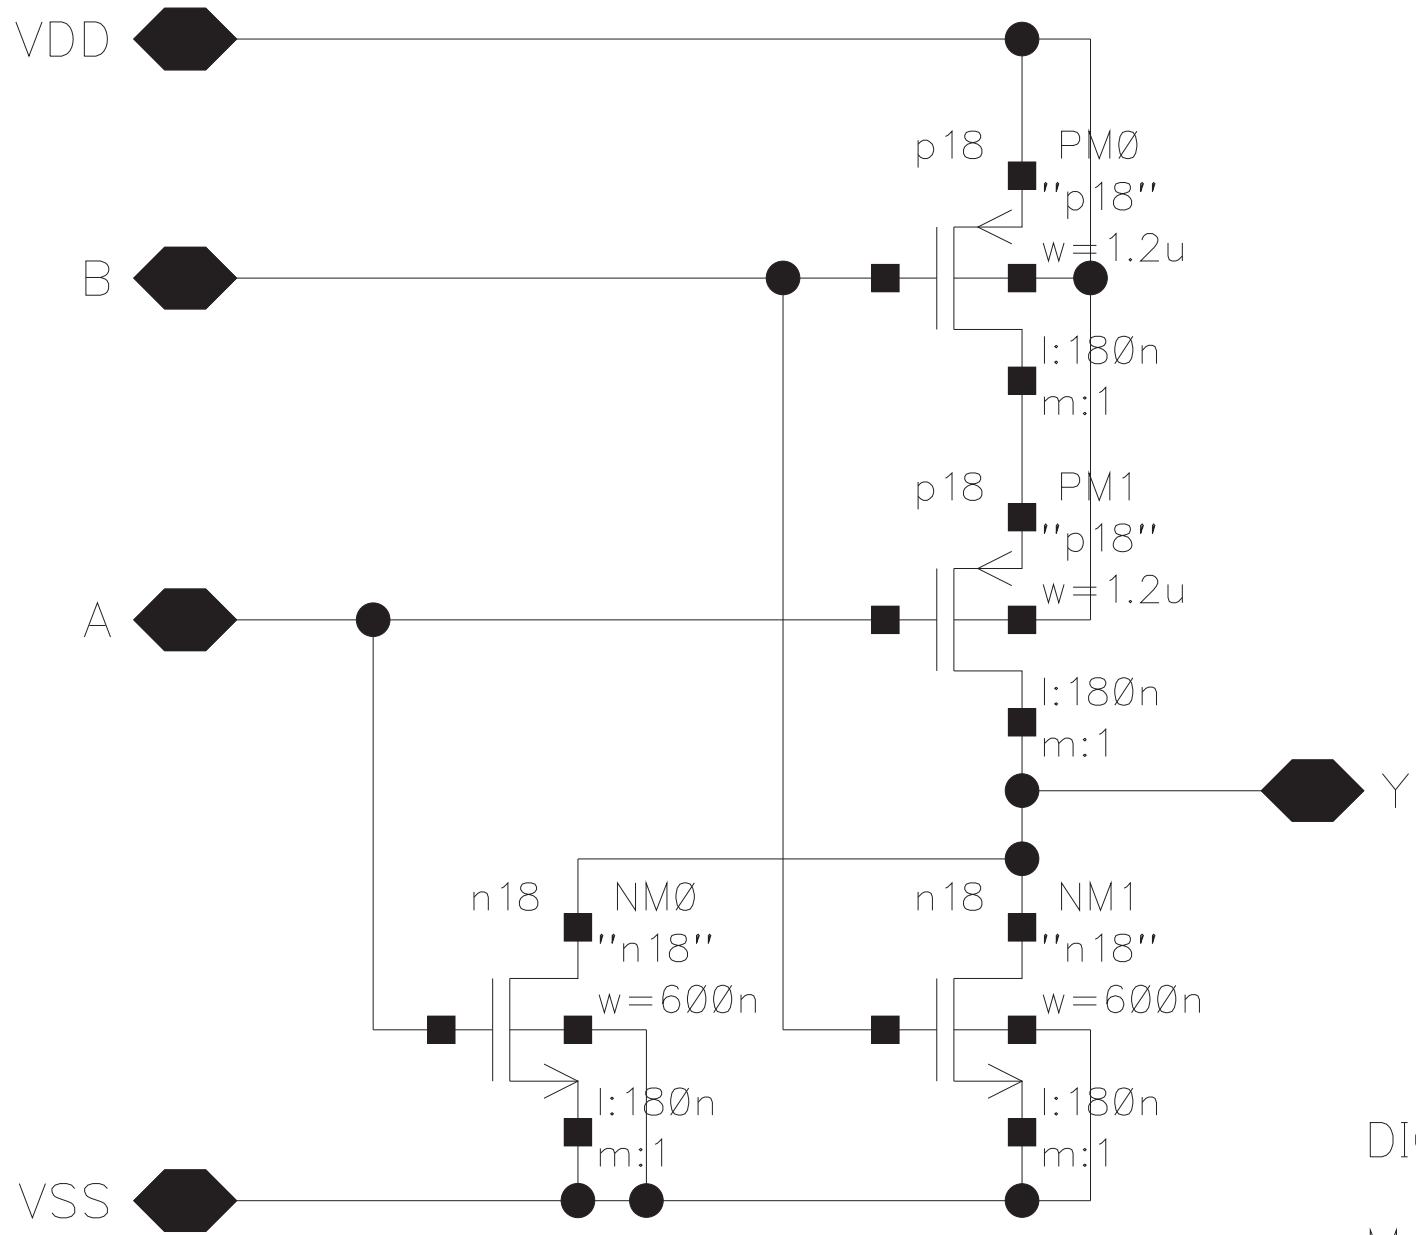 VDD
p18 PMØ
"p18"
w=1.2u
B
l:18Øn
m:1
p18 PM1
"p18"
w=1.2u
A
l:18Øn
m:1
Y
n18 NMØ
"n18"
w=6ØØn
l:18Øn
m:1
n18 NM1
"n18"
w=6ØØn
l:18Øn
m:1
VSS